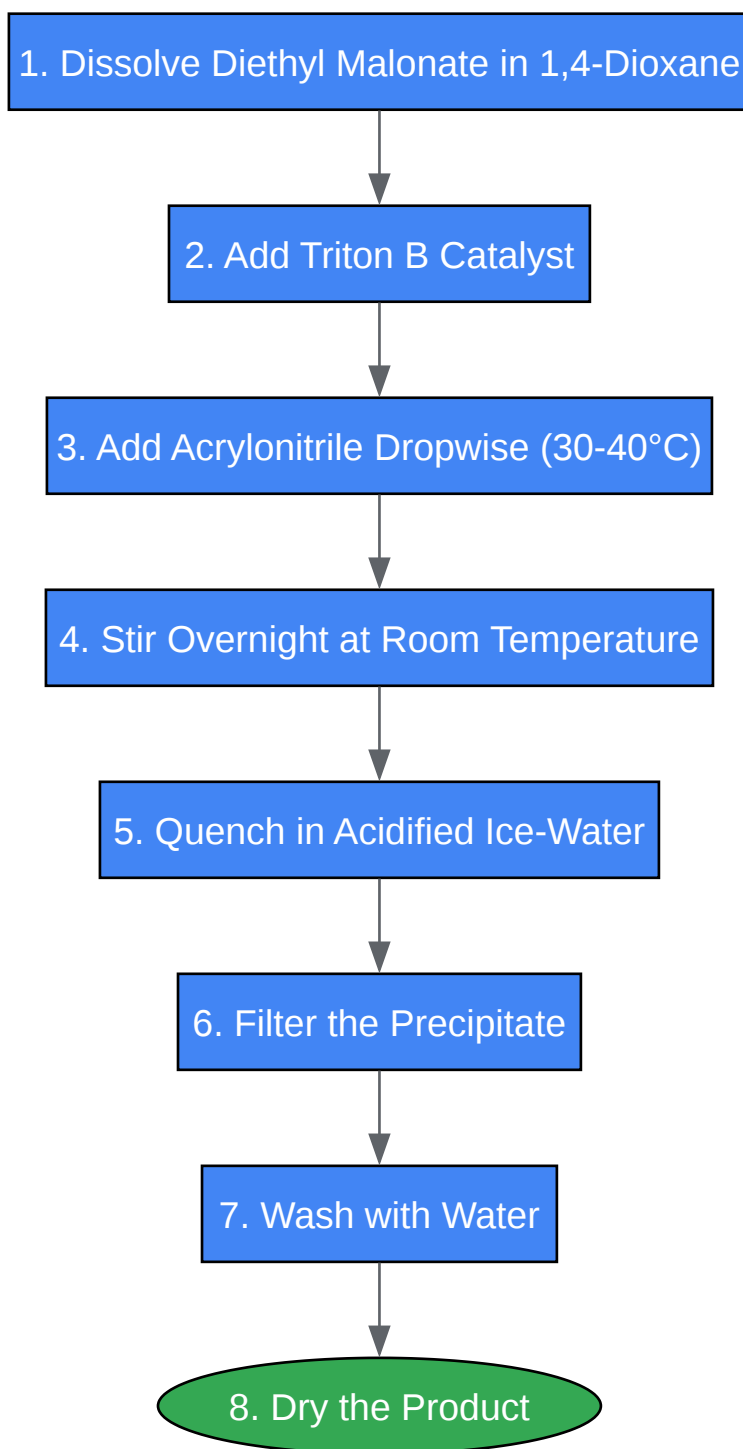 1. Dissolve Diethyl Malonate in 1,4-Dioxane
2. Add Triton B Catalyst
3. Add Acrylonitrile Dropwise (30-40°C)
4. Stir Overnight at Room Temperature
5. Quench in Acidified Ice-Water
6. Filter the Precipitate
7. Wash with Water
8. Dry the Product